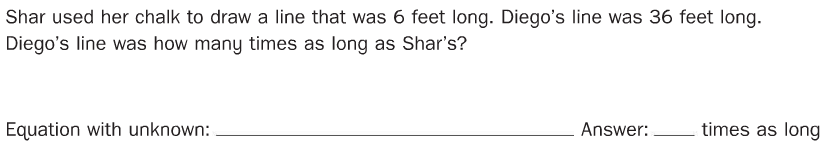 Shar used her chalk to draw a line that was 6 feet long. Diego's line was 36 feet long.
Diego's line was how many times as long as Shar's?
Equation with unknown: ____________________ Answer: ____ times as long